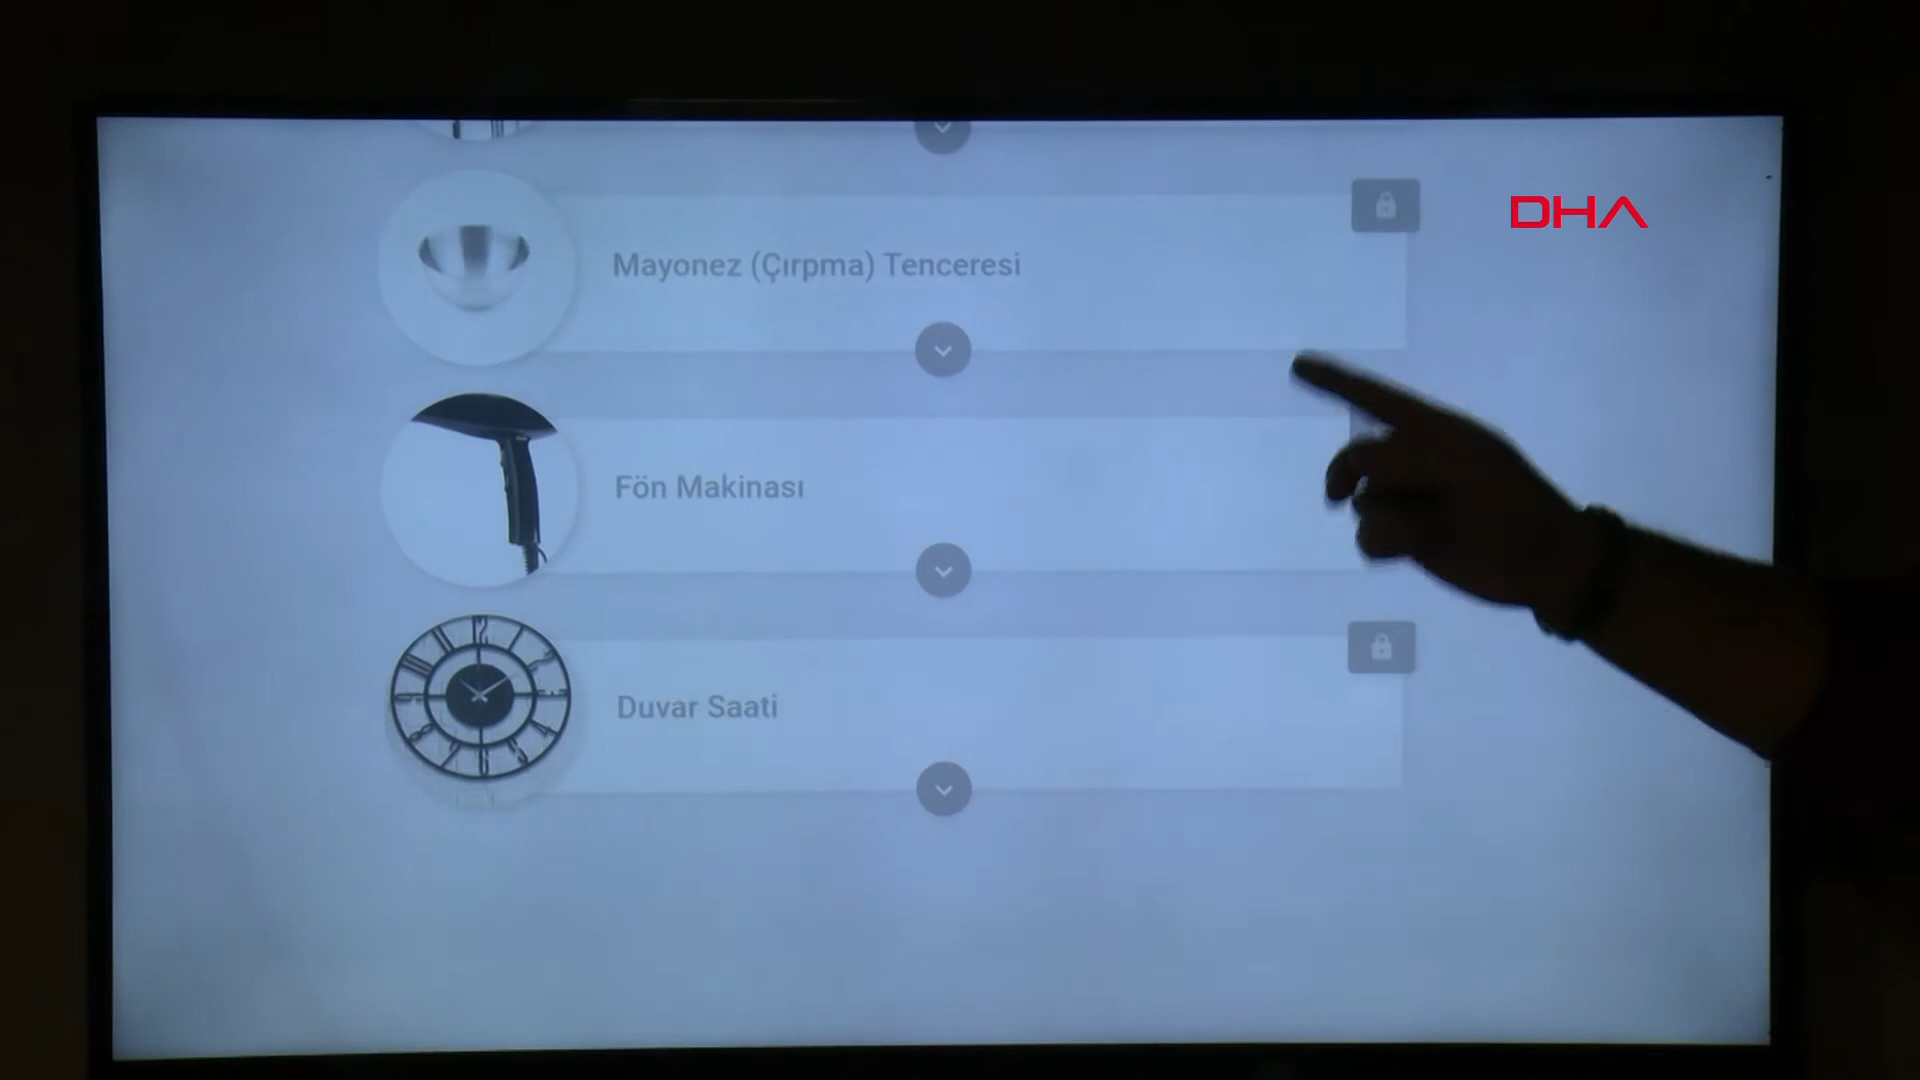 DHA
Mayonez (Çırpma) Tenceresi
Fön Makinası
Duvar Saati